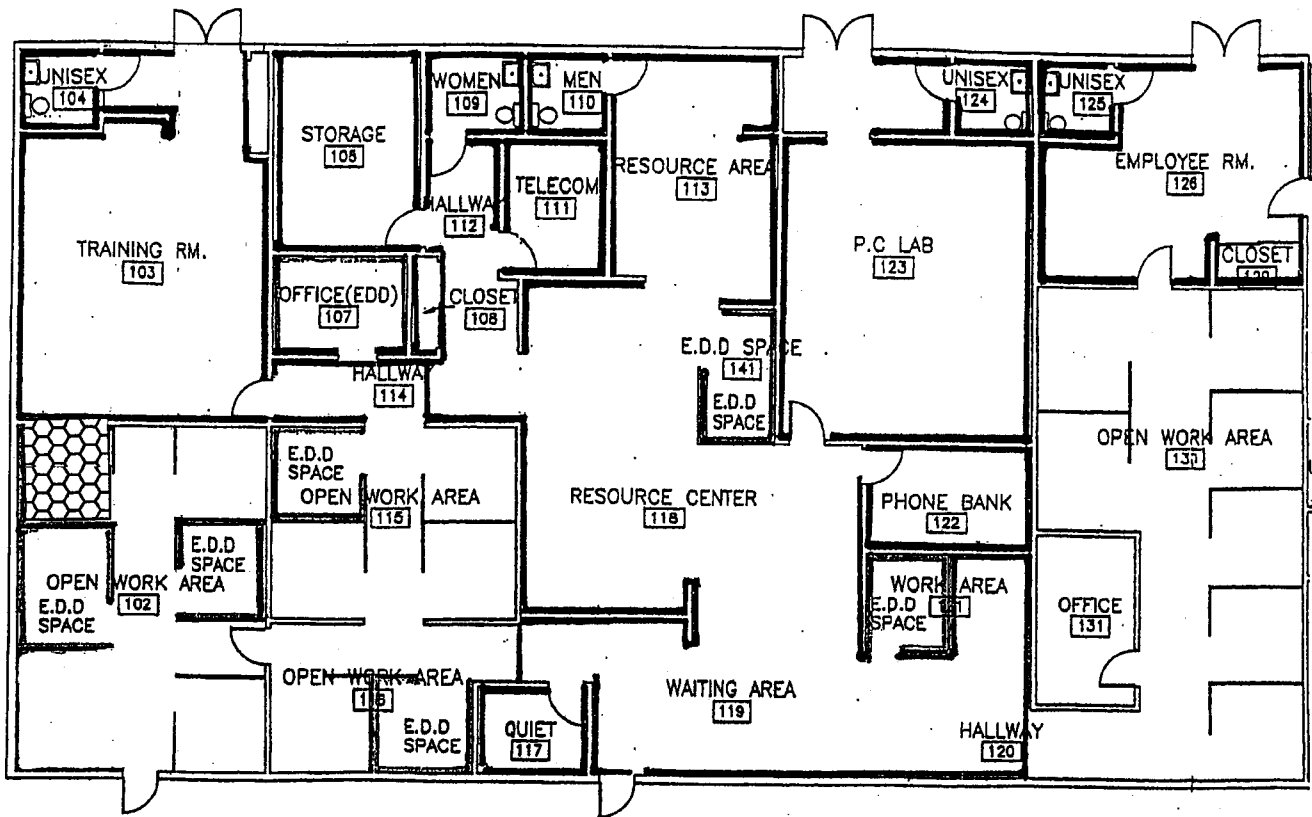 UNISEX
104
WOMEN
109
MEN
110
UNISEX
124
UNISEX
125
STORAGE
105
RESOURCE AREA
113
EMPLOYEE RM.
126
TELECOM
111
HALLWAY
112
TRAINING RM.
103
P.C LAB
123
CLOSET
OFFICE(EDD)
107
CLOSET
108
E.D.D SPACE
141
HALLWAY
114
E.D.D
SPACE
OPEN WORK AREA
E.D.D
SPACE
OPEN WORK AREA
115
RESOURCE CENTER
118
PHONE BANK
122
E.D.D
SPACE
OPEN WORK AREA
102
E.D.D
SPACE
WORK AREA
E.D.D
SPACE
OFFICE
131
OPEN WORK AREA
WAITING AREA
119
E.D.D
SPACE
QUIET
117
HALLWAY
120